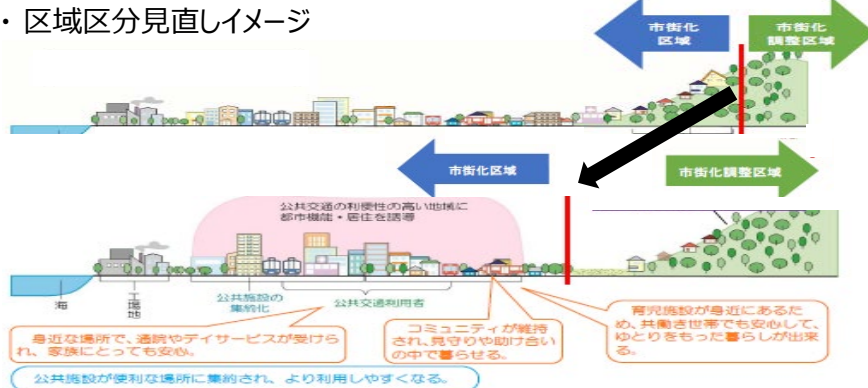 ・ 区域区分見直しイメージ
市街化
区域
市街化
調整区域
市街化区域
市街化調整区域
公共交通の利便性の高い地域に
都市機能・居住を誘導
海
工場地
公共施設の
集約化
公共交通利用者
身近な場所で、通院やデイサービスが受けら
れ、家族にとっても安心。
コミュニティが維持
され、見守りや助け合い
の中で暮らせる。
育児施設が身近にあるた
め、共働き世帯でも安心して、
ゆとりをもった暮らしが出来
る。
公共施設が便利な場所に集約され、より利用しやすくなる。